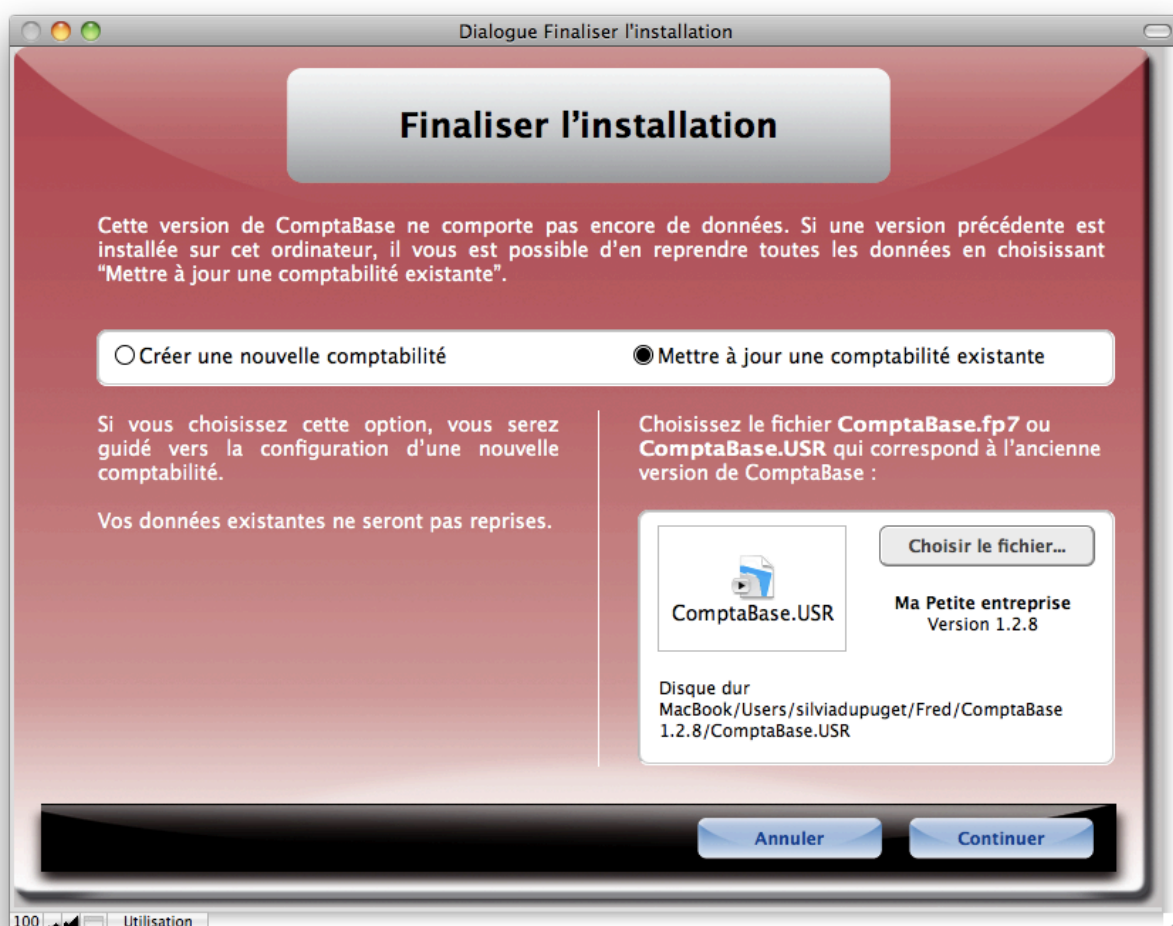 Dialogue Finaliser l'installation
Finaliser l’installation
Cette version de ComptaBase ne comporte pas encore de données. Si une version précédente est
installée sur cet ordinateur, il vous est possible d’en reprendre toutes les données en choisissant
“Mettre à jour une comptabilité existante”.
Créer une nouvelle comptabilité
Mettre à jour une comptabilité existante
Si vous choisissez cette option, vous serez
guidé vers la configuration d’une nouvelle
comptabilité.
Vos données existantes ne seront pas reprises.
Choisissez le fichier ComptaBase.fp7 ou
ComptaBase.USR qui correspond à l’ancienne
version de ComptaBase :
Choisir le fichier...
ComptaBase.USR
Ma Petite entreprise
Version 1.2.8
Disque dur
MacBook/Users/silviadupuget/Fred/ComptaBase
1.2.8/ComptaBase.USR
Annuler
Continuer
100
Utilisation